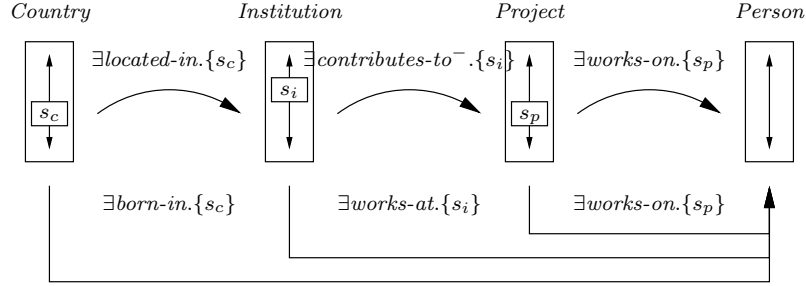 Country Institution Project Person
∃located-in.{s_c} ∃contributes-to⁻.{s_i} ∃works-on.{s_p}
s_c s_i s_p
∃born-in.{s_c} ∃works-at.{s_i} ∃works-on.{s_p}